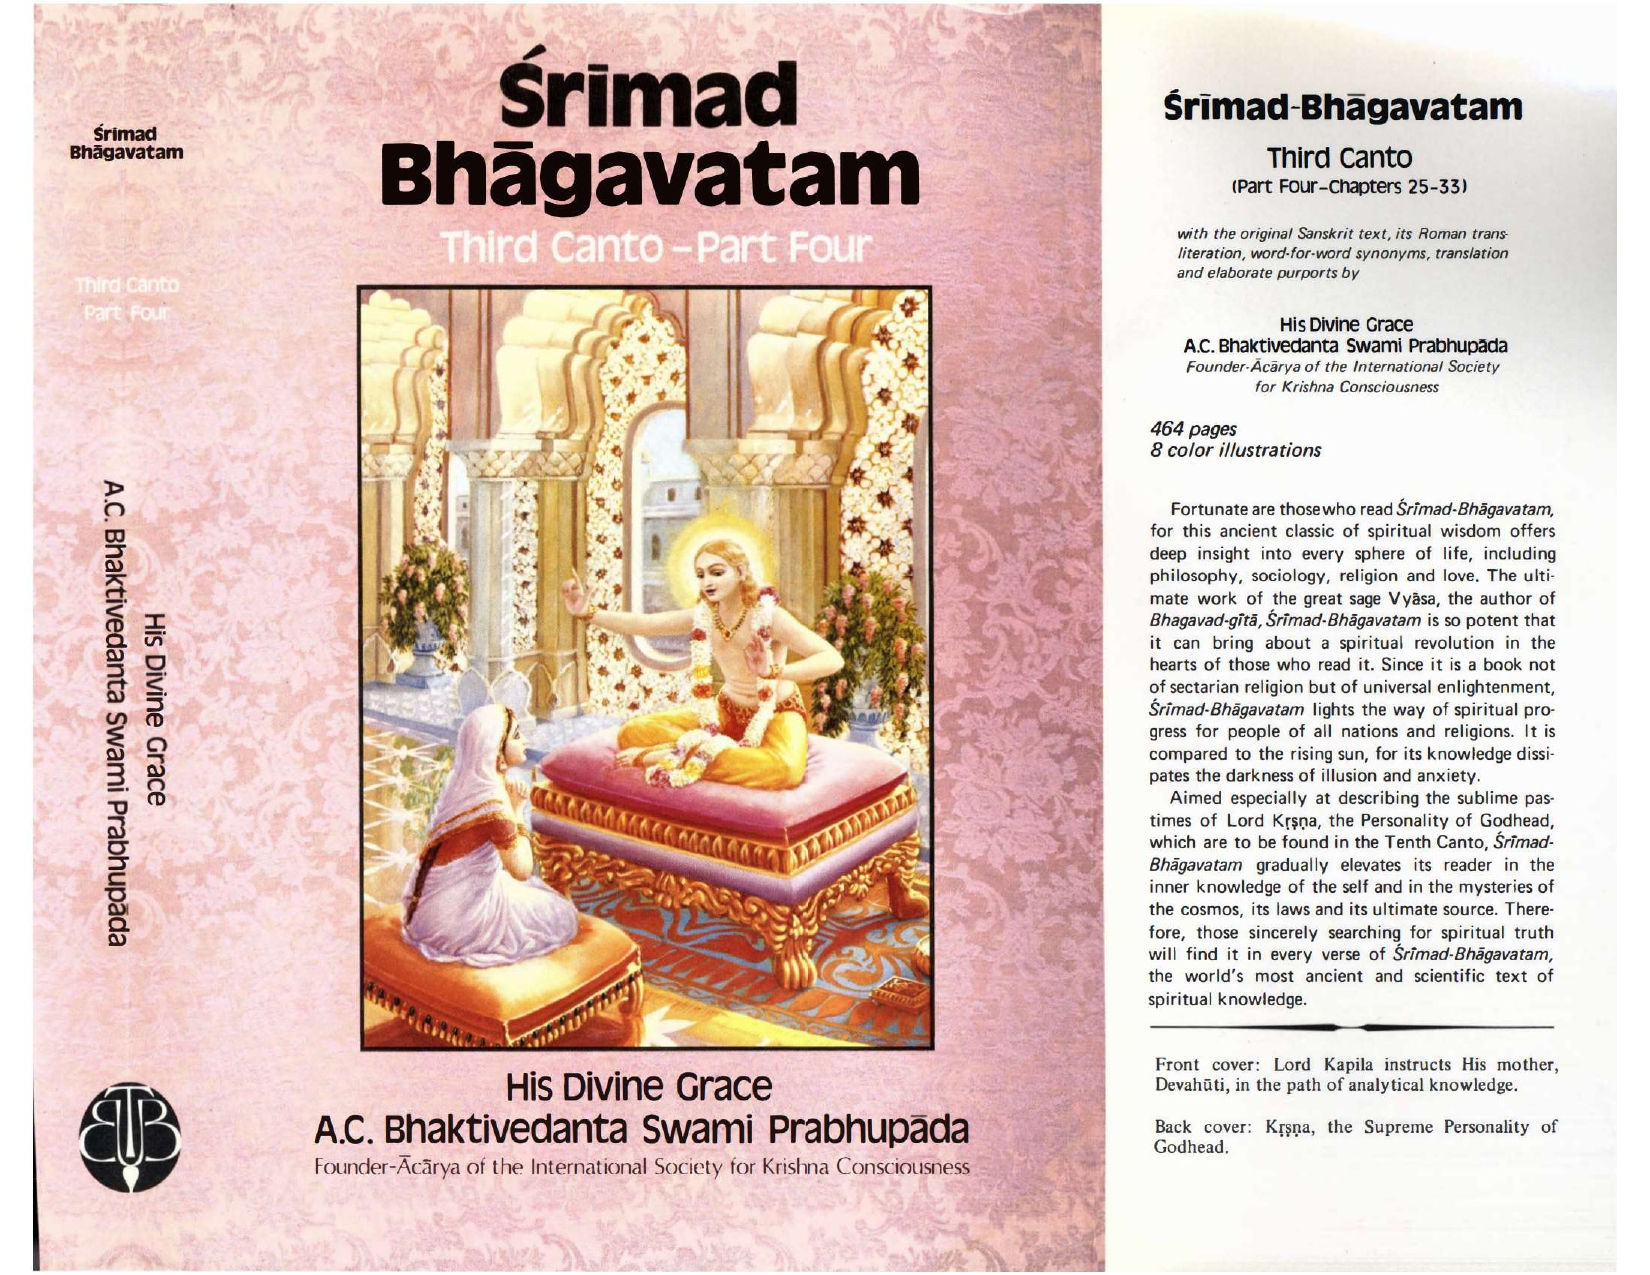 Śrīmad
Bhāgavatam
Third Canto
Part Four
His Divine Grace
A.C. Bhaktivedanta Swami Prabhupāda
BBT
Śrīmad
Bhāgavatam
Third Canto – Part Four
His Divine Grace
A.C. Bhaktivedanta Swami Prabhupāda
Founder-Ācārya of the International Society for Krishna Consciousness
Śrīmad-Bhāgavatam
Third Canto
(Part Four–Chapters 25-33)
with the original Sanskrit text, its Roman trans-
literation, word-for-word synonyms, translation
and elaborate purports by
His Divine Grace
A.C. Bhaktivedanta Swami Prabhupāda
Founder-Ācārya of the International Society
for Krishna Consciousness
464 pages
8 color illustrations
Fortunate are those who read Śrīmad-Bhāgavatam,
for this ancient classic of spiritual wisdom offers
deep insight into every sphere of life, including
philosophy, sociology, religion and love. The ulti-
mate work of the great sage Vyāsa, the author of
Bhagavad-gītā, Śrīmad-Bhāgavatam is so potent that
it can bring about a spiritual revolution in the
hearts of those who read it. Since it is a book not
of sectarian religion but of universal enlightenment,
Śrīmad-Bhāgavatam lights the way of spiritual pro-
gress for people of all nations and religions. It is
compared to the rising sun, for its knowledge dissi-
pates the darkness of illusion and anxiety.
Aimed especially at describing the sublime pas-
times of Lord Kṛṣṇa, the Personality of Godhead,
which are to be found in the Tenth Canto, Śrīmad-
Bhāgavatam gradually elevates its reader in the
inner knowledge of the self and in the mysteries of
the cosmos, its laws and its ultimate source. There-
fore, those sincerely searching for spiritual truth
will find it in every verse of Śrīmad-Bhāgavatam,
the world's most ancient and scientific text of
spiritual knowledge.
Front cover: Lord Kapila instructs His mother,
Devahūti, in the path of analytical knowledge.
Back cover: Kṛṣṇa, the Supreme Personality of
Godhead.